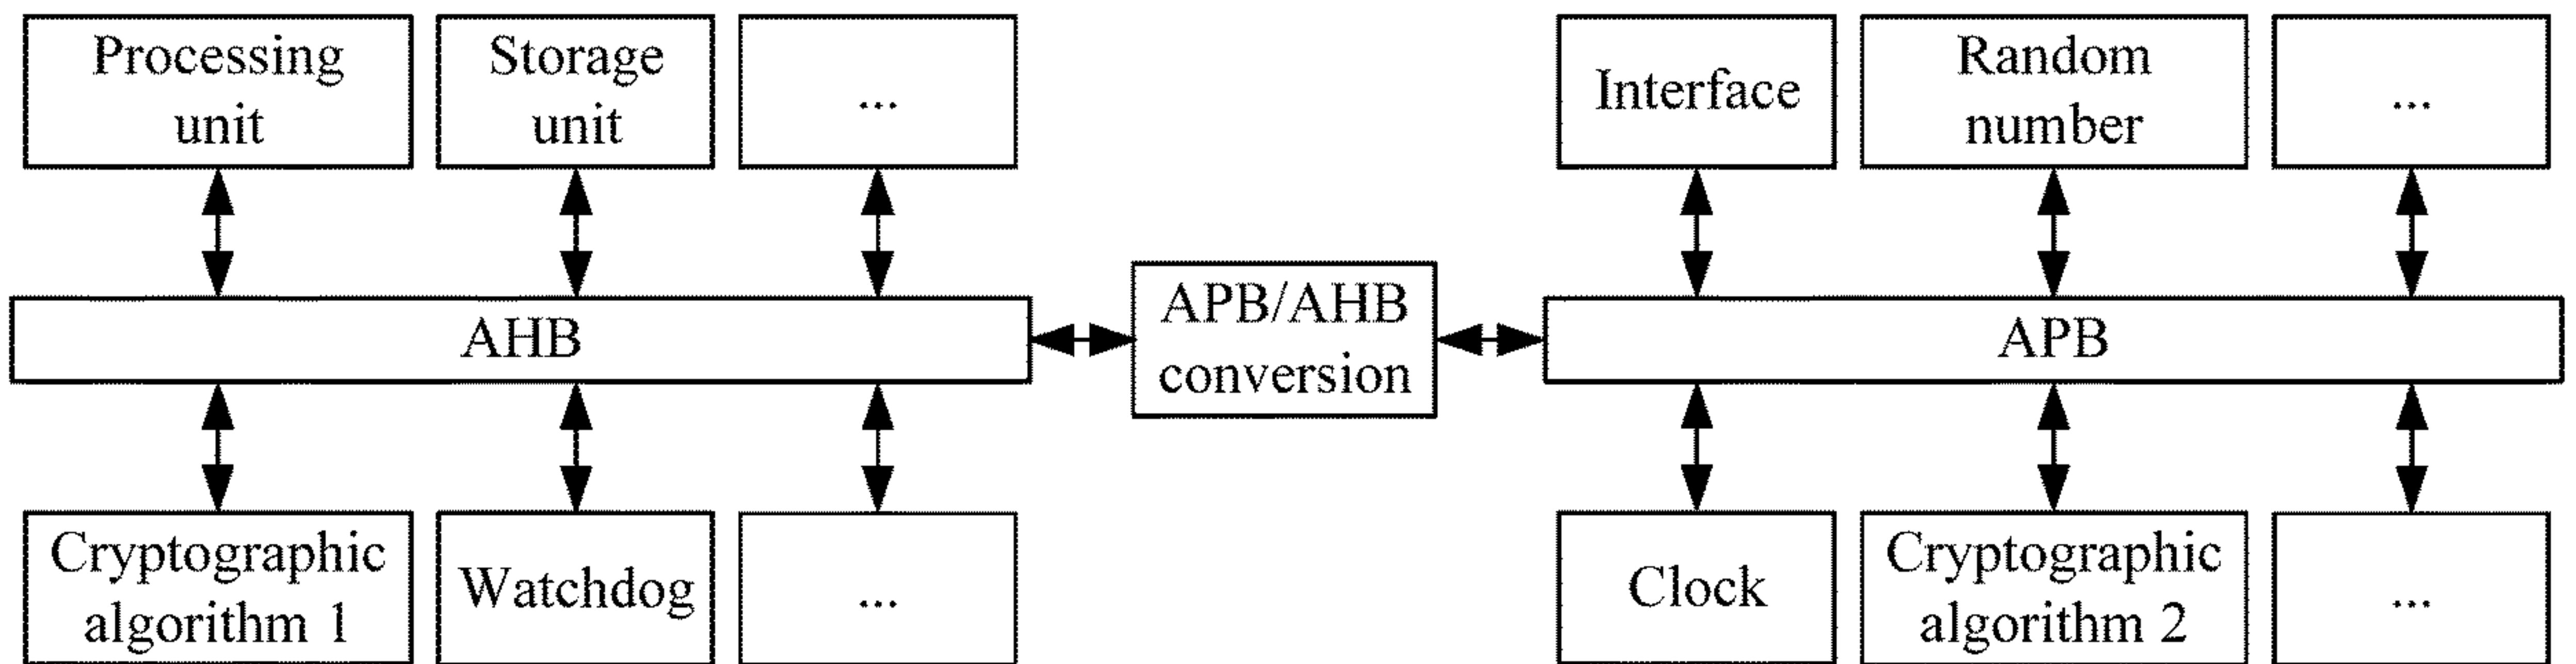 Processing
unit
Storage
unit
...
Interface
Random
number
...
AHB
APB/AHB
conversion
APB
Cryptographic
algorithm 1
Watchdog
...
Clock
Cryptographic
algorithm 2
...